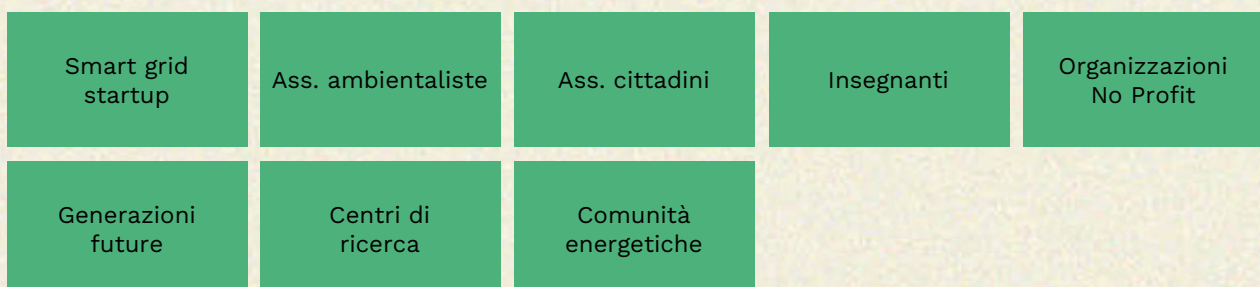 Smart grid
startup
Ass. ambientaliste
Ass. cittadini
Insegnanti
Organizzazioni
No Profit
Generazioni
future
Centri di
ricerca
Comunità
energetiche